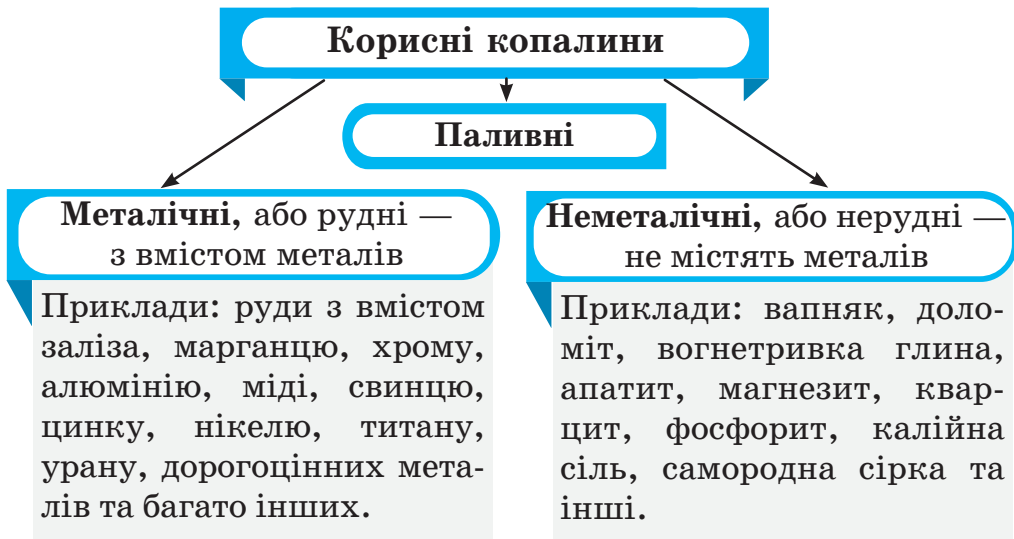 Корисні копалини
Паливні
Металічні, або рудні —
з вмістом металів
Приклади: руди з вмістом
заліза, марганцю, хрому,
алюмінію, міді, свинцю,
цинку, нікелю, титану,
урану, дорогоцінних мета-
лів та багато інших.
Неметалічні, або нерудні —
не містять металів
Приклади: вапняк, доло-
міт, вогнетривка глина,
апатит, магнезит, квар-
цит, фосфорит, калійна
сіль, самородна сірка та
інші.